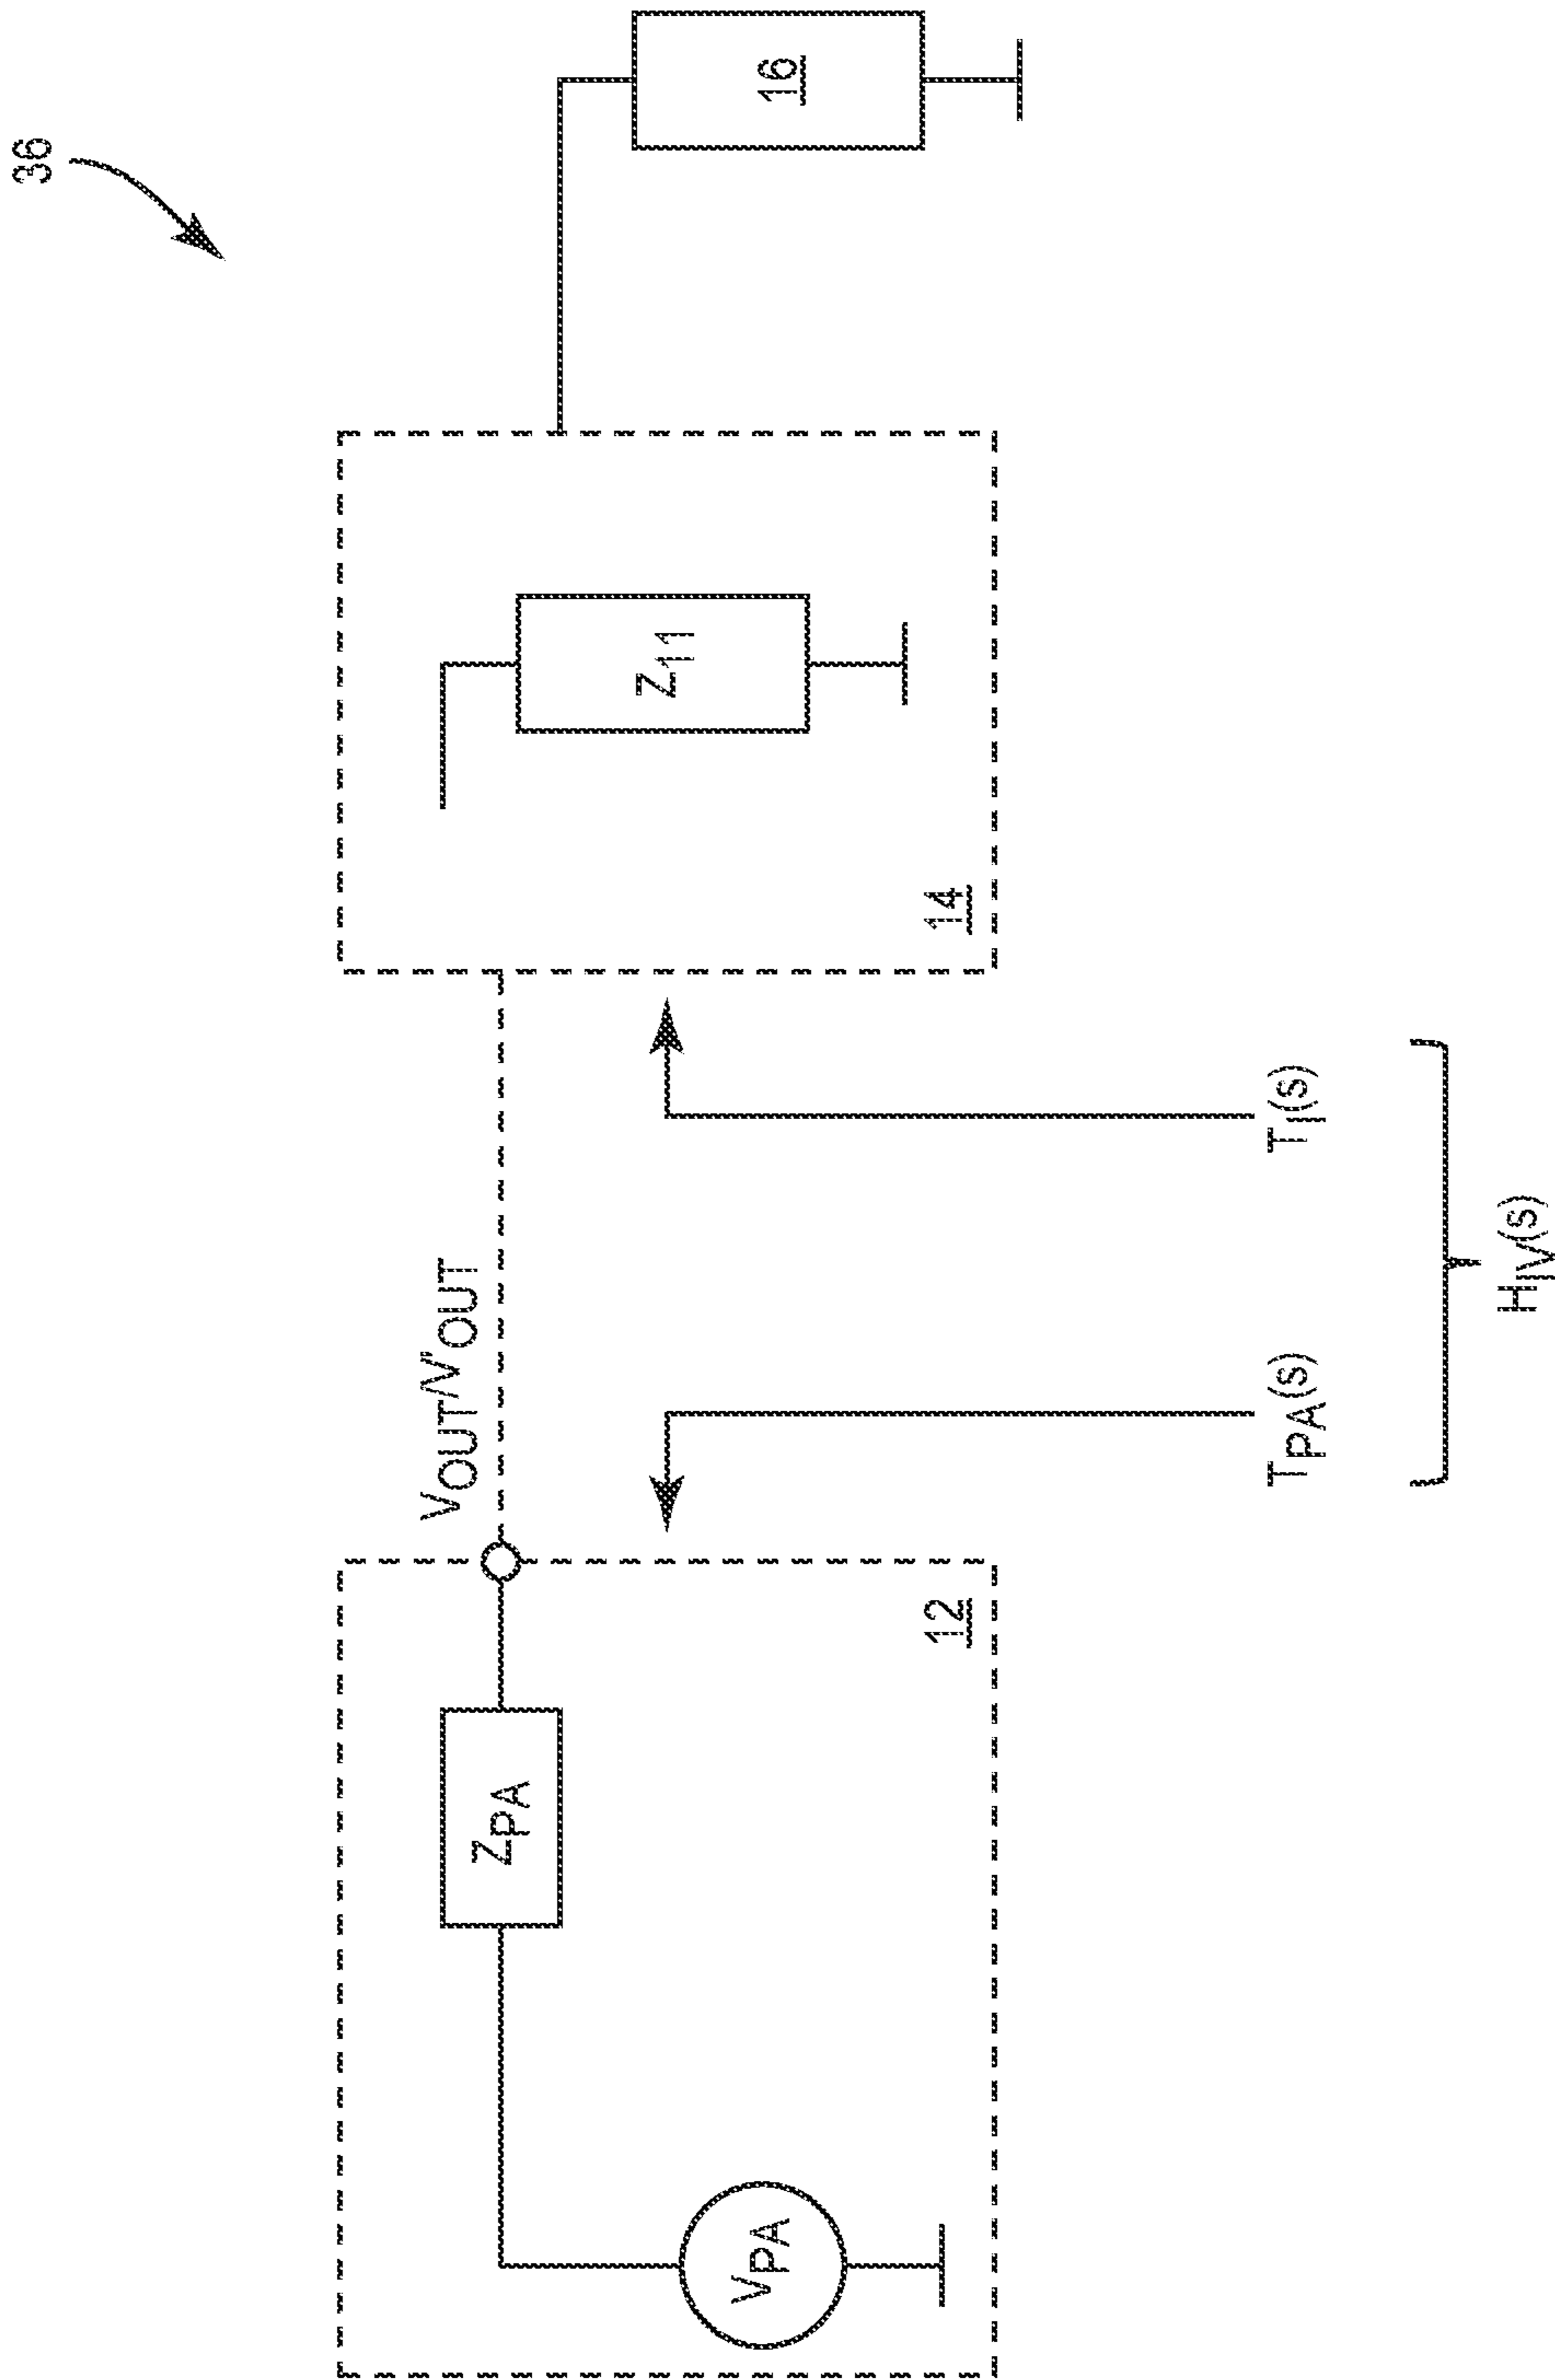 36
VOUT/V'OUT
ZPA
Z11
VPA
16
12
14
TPA(s)
TI(s)
HIV(s)